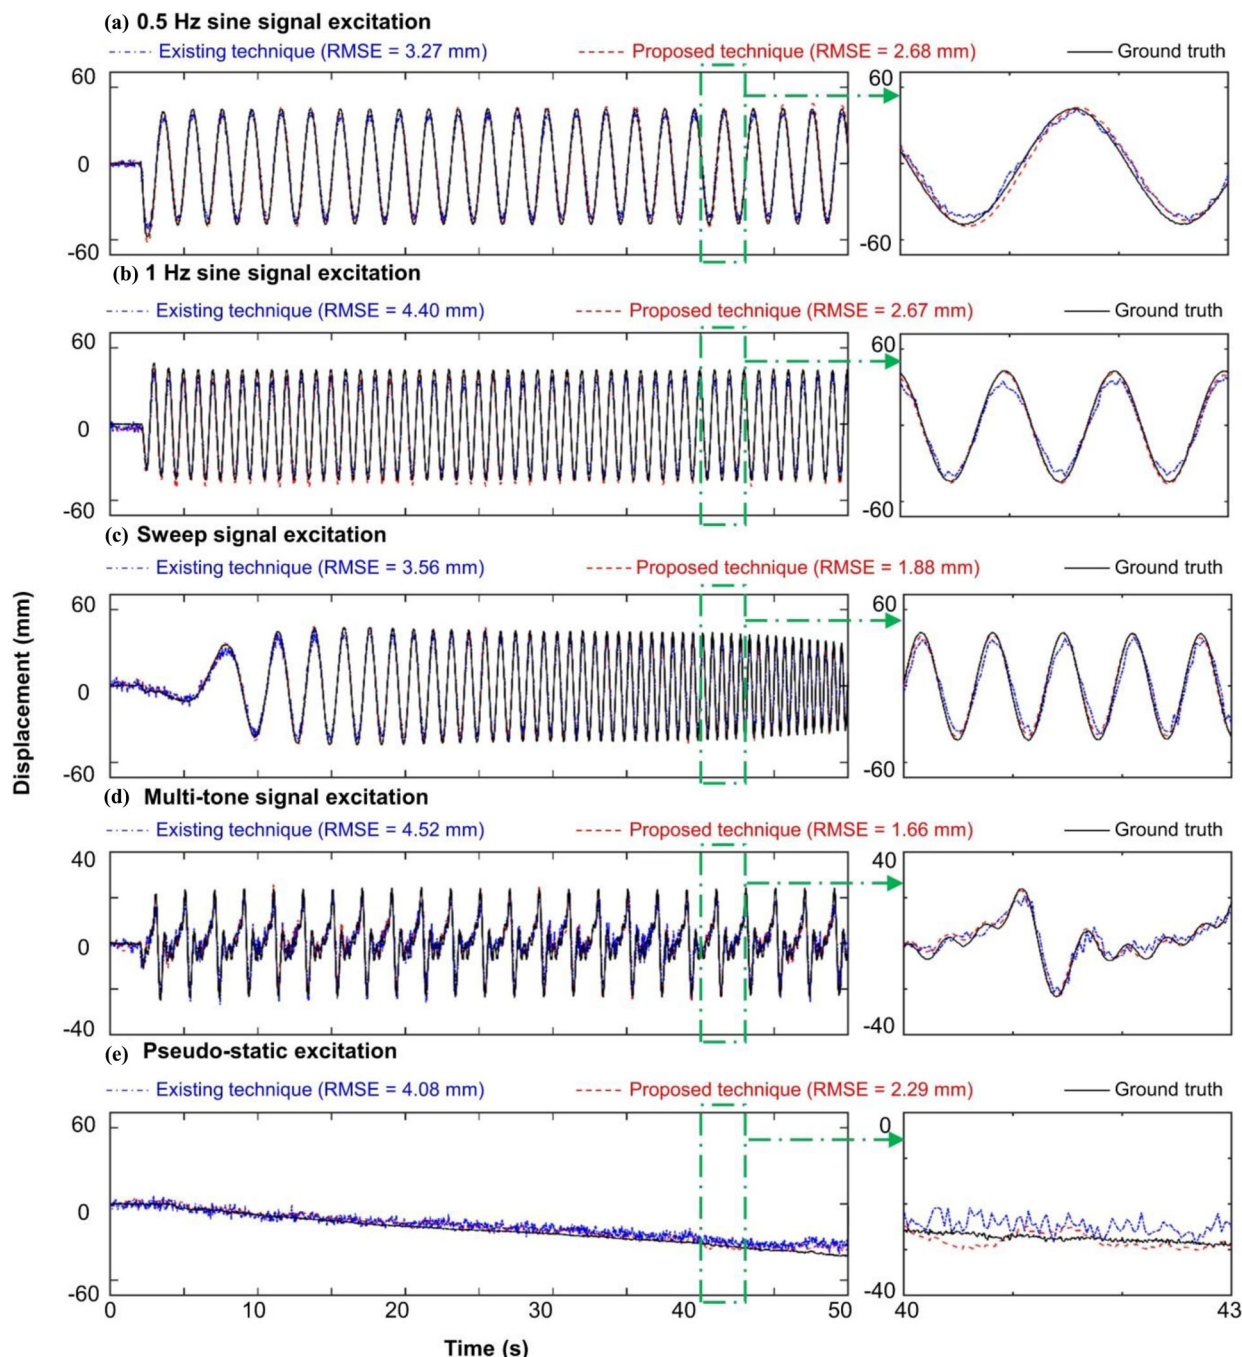 (a) 0.5 Hz sine signal excitation
Existing technique (RMSE = 3.27 mm) Proposed technique (RMSE = 2.68 mm) Ground truth
60 60
0
-60 -60
(b) 1 Hz sine signal excitation
Existing technique (RMSE = 4.40 mm) Proposed technique (RMSE = 2.67 mm) Ground truth
60 60
0
-60 -60
(c) Sweep signal excitation
Existing technique (RMSE = 3.56 mm) Proposed technique (RMSE = 1.88 mm) Ground truth
60 60
0
-60 -60
Displacement (mm)
(d) Multi-tone signal excitation
Existing technique (RMSE = 4.52 mm) Proposed technique (RMSE = 1.66 mm) Ground truth
40 40
0 0
-40 -40
(e) Pseudo-static excitation
Existing technique (RMSE = 4.08 mm) Proposed technique (RMSE = 2.29 mm) Ground truth
60 0
0
-60 -40
0 10 20 30 40 50 40 43
Time (s)